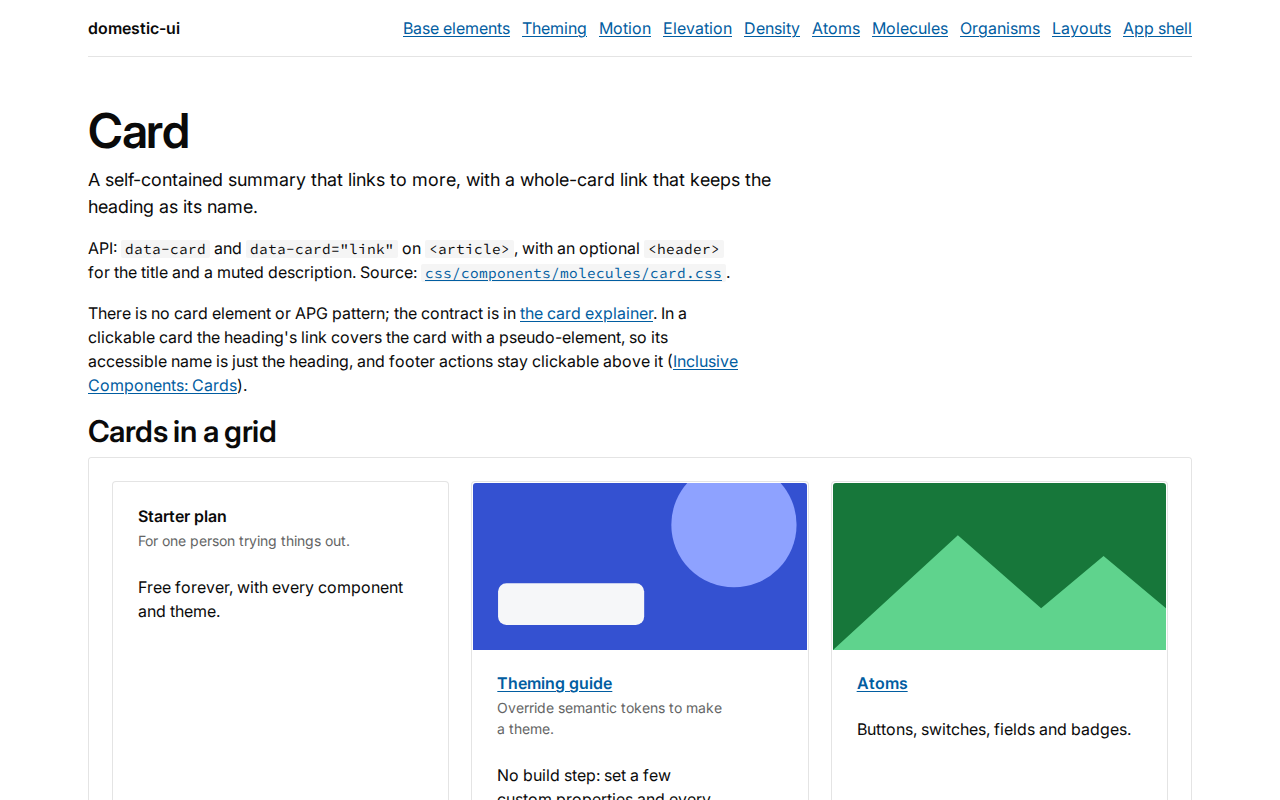 domestic-ui
Base elements Theming Motion Elevation Density Atoms Molecules Organisms Layouts App shell
Card
A self-contained summary that links to more, with a whole-card link that keeps the
heading as its name.
API: data-card and data-card="link" on <article>, with an optional <header>
for the title and a muted description. Source: css/components/molecules/card.css.
There is no card element or APG pattern; the contract is in the card explainer. In a
clickable card the heading's link covers the card with a pseudo-element, so its
accessible name is just the heading, and footer actions stay clickable above it (Inclusive
Components: Cards).
Cards in a grid
Starter plan
For one person trying things out.
Free forever, with every component
and theme.
Theming guide
Override semantic tokens to make
a theme.
No build step: set a few
custom properties and every
Atoms
Buttons, switches, fields and badges.